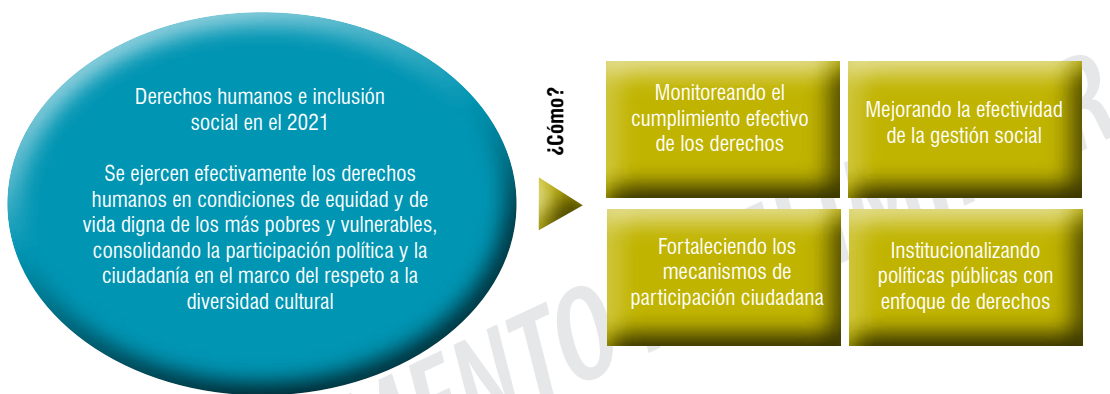 Derechos humanos e inclusión
social en el 2021
Se ejercen efectivamente los derechos
humanos en condiciones de equidad y de
vida digna de los más pobres y vulnerables,
consolidando la participación política y la
ciudadanía en el marco del respeto a la
diversidad cultural
¿Cómo?
Monitoreando el
cumplimiento efectivo
de los derechos
Mejorando la efectividad
de la gestión social
Fortaleciendo los
mecanismos de
participación ciudadana
Institucionalizando
políticas públicas con
enfoque de derechos